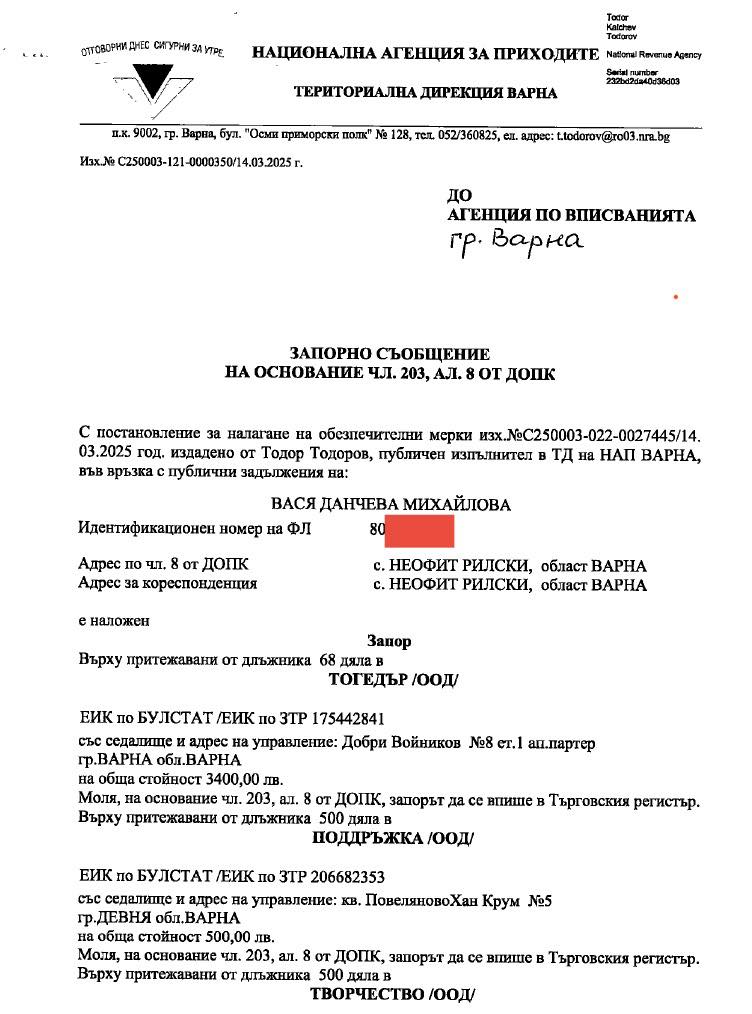 ОТГОВОРНИ ДНЕС СИГУРНИ ЗА УТРЕ
НАЦИОНАЛНА АГЕНЦИЯ ЗА ПРИХОДИТЕ
ТЕРИТОРИАЛНА ДИРЕКЦИЯ ВАРНА
Todor
Kalchev
Todorov
National Revenue Agency
Serial number
232bd2da40d36d03
п.к. 9002, гр. Варна, бул. "Осми приморски полк" № 128, тел. 052/360825, ел. адрес: t.todorov@ro03.nra.bg
Изх.№ C250003-121-0000350/14.03.2025 г.
ДО
АГЕНЦИЯ ПО ВПИСВАНИЯТА
гр. Варна
ЗАПОРНО СЪОБЩЕНИЕ
НА ОСНОВАНИЕ ЧЛ. 203, АЛ. 8 ОТ ДОПК
С постановление за налагане на обезпечителни мерки изх.№C250003-022-0027445/14.
03.2025 год. издадено от Тодор Тодоров, публичен изпълнител в ТД на НАП ВАРНА,
във връзка с публични задължения на:
ВАСЯ ДАНЧЕВА МИХАЙЛОВА
Идентификационен номер на ФЛ 80
Адрес по чл. 8 от ДОПК с. НЕОФИТ РИЛСКИ, област ВАРНА
Адрес за кореспонденция с. НЕОФИТ РИЛСКИ, област ВАРНА
е наложен
Запор
Върху притежавани от длъжника 68 дяла в
ТОГЕДЪР /ООД/
ЕИК по БУЛСТАТ /ЕИК по ЗТР 175442841
със седалище и адрес на управление: Добри Войников №8 ет.1 ап.партер
гр.ВАРНА обл.ВАРНА
на обща стойност 3400,00 лв.
Моля, на основание чл. 203, ал. 8 от ДОПК, запорът да се впише в Търговския регистър.
Върху притежавани от длъжника 500 дяла в
ПОДДРЪЖКА /ООД/
ЕИК по БУЛСТАТ /ЕИК по ЗТР 206682353
със седалище и адрес на управление: кв. ПовеляновоХан Крум №5
гр.ДЕВНЯ обл.ВАРНА
на обща стойност 500,00 лв.
Моля, на основание чл. 203, ал. 8 от ДОПК, запорът да се впише в Търговския регистър.
Върху притежавани от длъжника 500 дяла в
ТВОРЧЕСТВО /ООД/